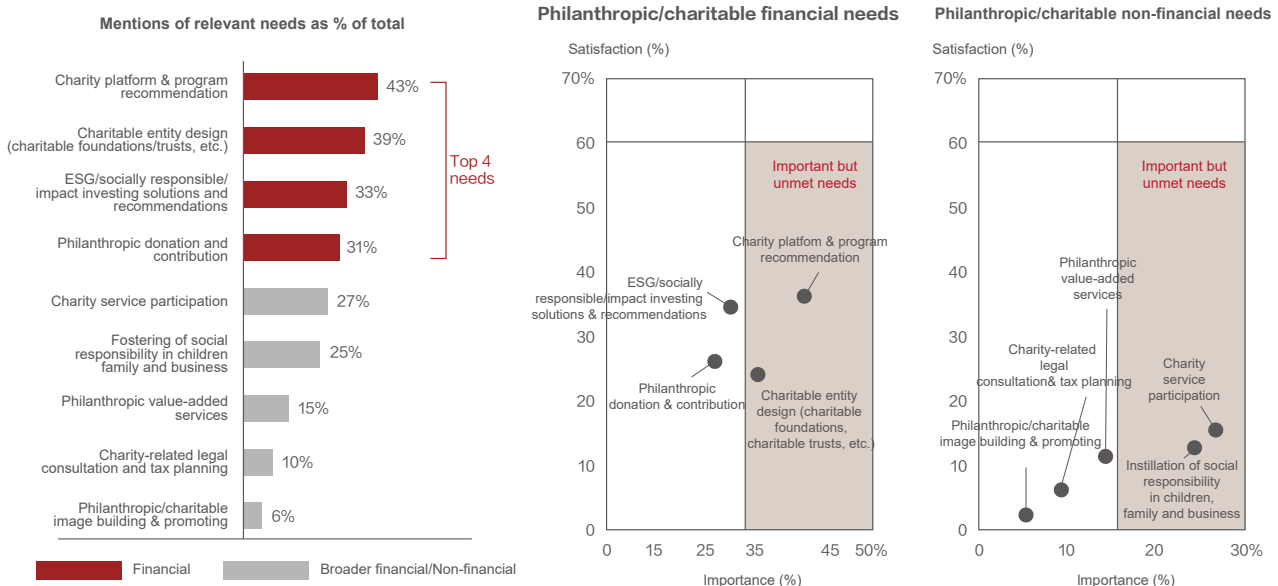 Mentions of relevant needs as % of total
Charity platform & program
recommendation
43%
Charitable entity design
(charitable foundations/trusts, etc.)
39%
ESG/socially responsible/
impact investing solutions and
recommendations
33%
Philanthropic donation and
contribution
31%
Top 4
needs
Charity service participation
27%
Fostering of social
responsibility in children
family and business
25%
Philanthropic value-added
services
15%
Charity-related legal
consultation and tax planning
10%
Philanthropic/charitable
image building & promoting
6%
Financial
Broader financial/Non-financial
Philanthropic/charitable financial needs
Satisfaction (%)
70%
60
50
40
30
20
10
0
Important but
unmet needs
Charity platfom & program
recommendation
ESG/socially
responsible/impact investing
solutions & recommendations
Philanthropic
donation & contribution
Charitable entity
design (charitable
foundations,
charitable trusts, etc.)
0 15 25 35 45 50%
Importance (%)
Philanthropic/charitable non-financial needs
Satisfaction (%)
70%
60
50
40
30
20
10
0
Important but
unmet needs
Philanthropic
value-added
services
Charity-related
legal
consultation& tax planning
Charity
service
participation
Philanthropic/charitable
image building & promoting
Instillation of social
responsibility
in children,
family and business
0 10 20 30%
Importance (%)